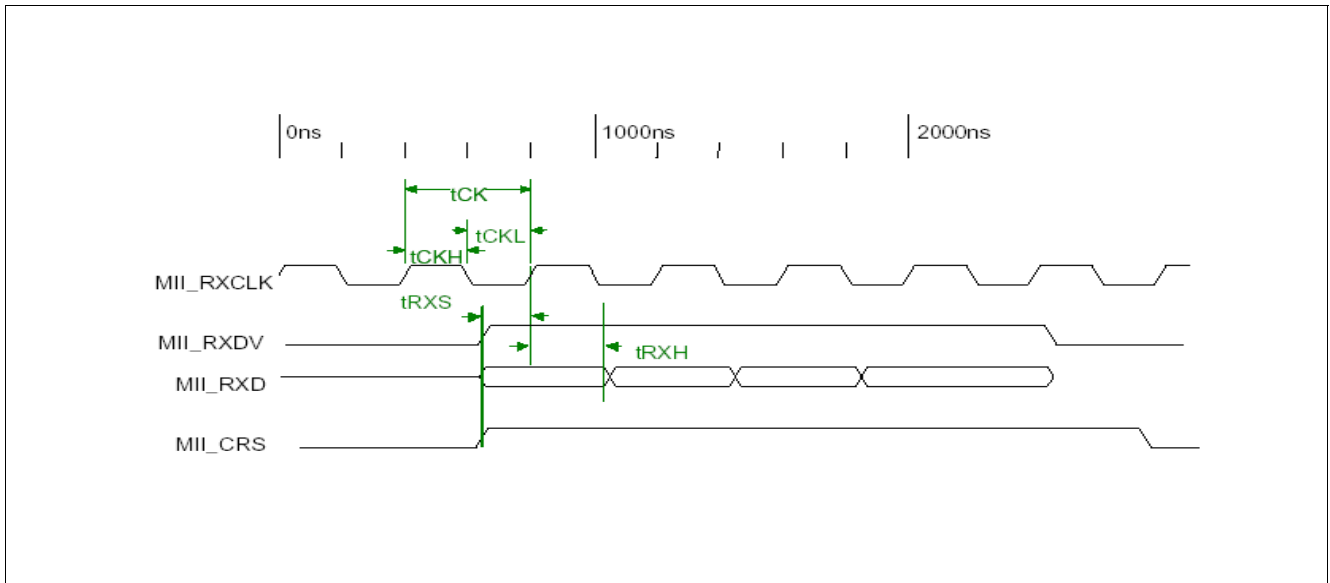 0ns 1000ns 2000ns
tCK
tCKL
tCKH
MII_RXCLK
tRXS
MII_RXDV
tRXH
MII_RXD
MII_CRS